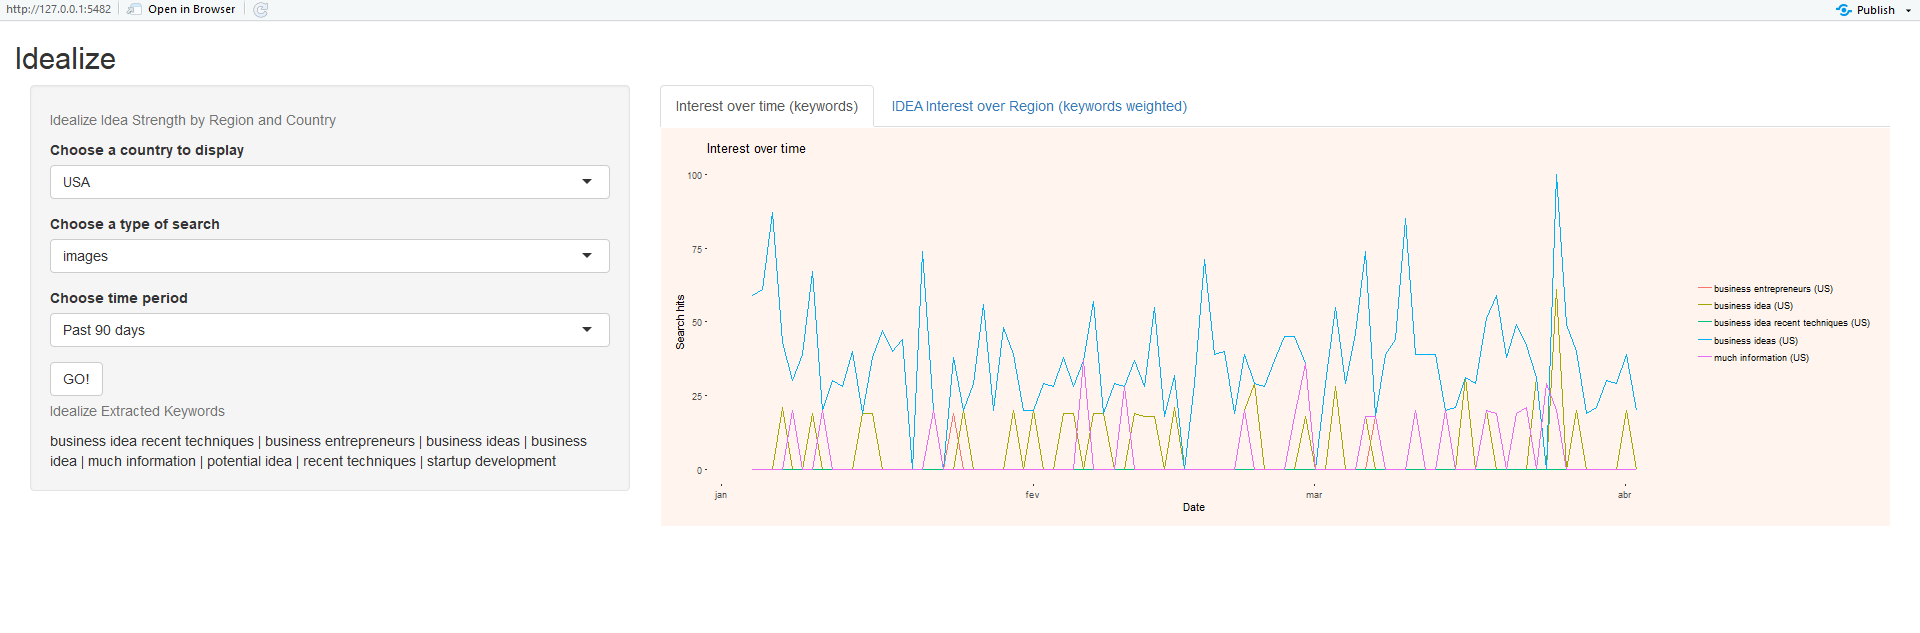 http://127.0.0.1:5482
Open in Browser
Publish
Idealize
Idealize Idea Strength by Region and Country
Choose a country to display
USA
Choose a type of search
images
Choose time period
Past 90 days
GO!
Idealize Extracted Keywords
business idea recent techniques | business entrepreneurs | business ideas | business
idea | much information | potential idea | recent techniques | startup development
Interest over time (keywords)
IDEA Interest over Region (keywords weighted)
Interest over time
Search hits
100
75
50
25
0
jan
fev
mar
abr
Date
business entrepreneurs (US)
business idea (US)
business idea recent techniques (US)
business ideas (US)
much information (US)